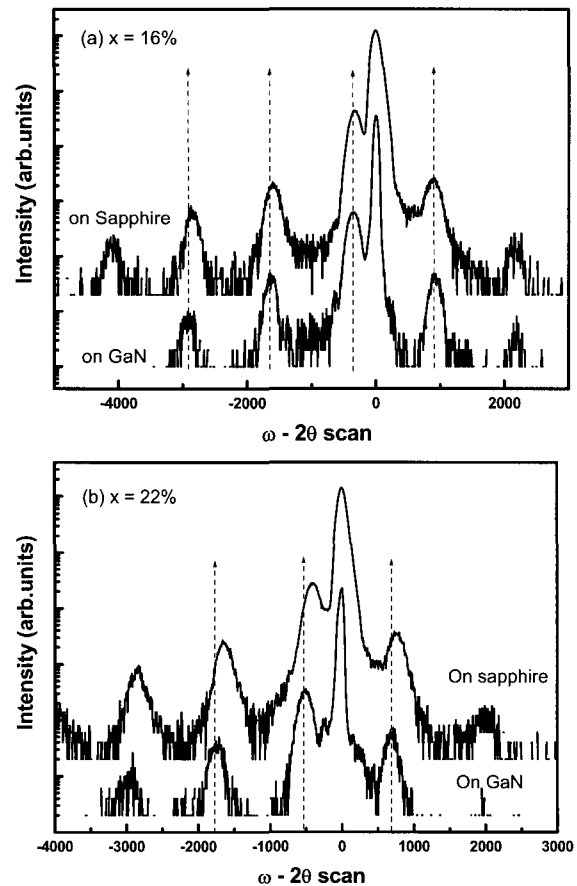 (a) x = 16%
Intensity (arb.units)
on Sapphire
on GaN
-4000 -2000 0 2000
ω - 2θ scan
(b) x = 22%
Intensity (arb.units)
On sapphire
On GaN
-4000 -3000 -2000 -1000 0 1000 2000 3000
ω - 2θ scan